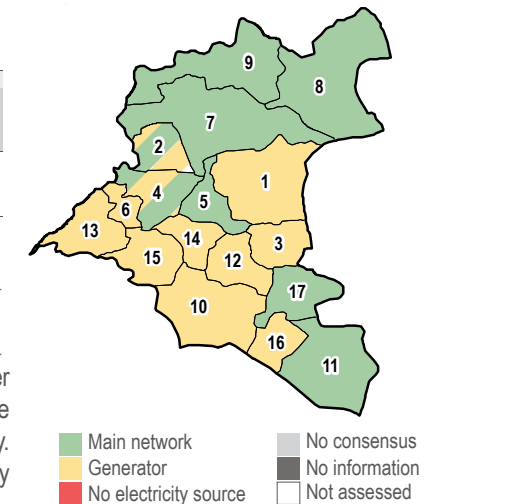 9
8
7
2
1
4
5
6
13
14
3
15
12
17
10
16
11
er
e
y.
y
Main network
Generator
No electricity source
No consensus
No information
Not assessed